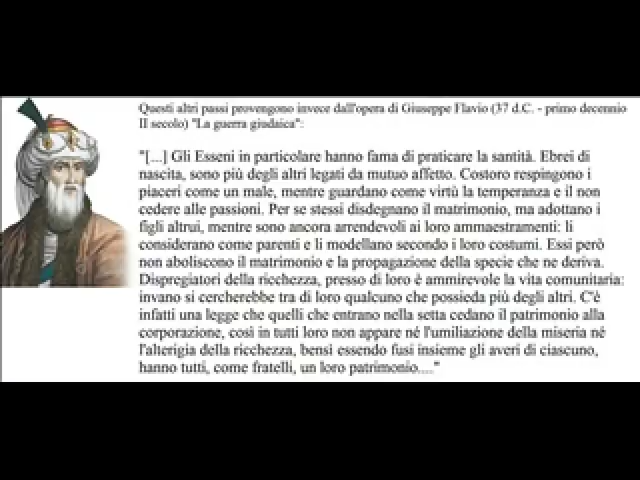 Questi altri passi provengono invece dall'opera di Giuseppe Flavio (37 d.C. - primo decennio
II secolo) "La guerra giudaica":
"[...] Gli Esseni in particolare hanno fama di praticare la santità. Ebrei di
nascita, sono più degli altri legati da mutuo affetto. Costoro respingono i
piaceri come un male, mentre guardano come virtù la temperanza e il non
cedere alle passioni. Per se stessi disdegnano il matrimonio, ma adottano i
figli altrui, mentre sono ancora arrendevoli ai loro ammaestramenti: li
considerano come parenti e li modellano secondo i loro costumi. Essi però
non aboliscono il matrimonio e la propagazione della specie che ne deriva.
Dispregiatori della ricchezza, presso di loro è ammirevole la vita comunitaria:
invano si cercherebbe tra di loro qualcuno che possieda più degli altri. C'è
infatti una legge che quelli che entrano nella setta cedano il patrimonio alla
corporazione, così in tutti loro non appare né l'umiliazione della miseria né
l'alterigia della ricchezza, bensì essendo fusi insieme gli averi di ciascuno,
hanno tutti, come fratelli, un loro patrimonio...."